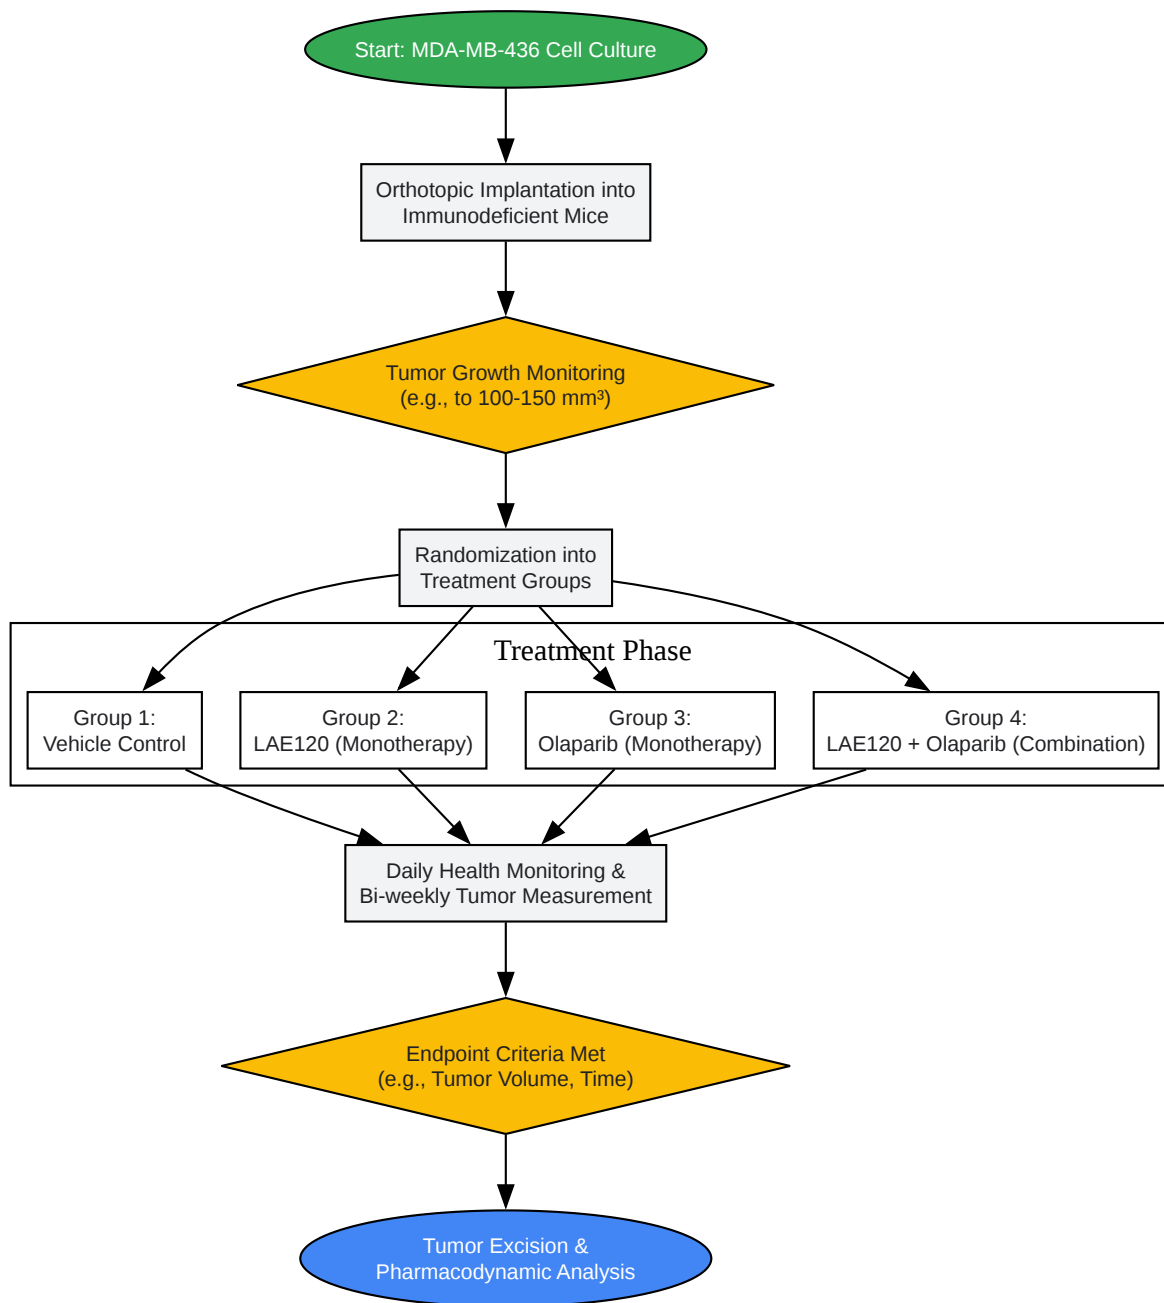 Start: MDA-MB-436 Cell Culture
Orthotopic Implantation into
Immunodeficient Mice
Tumor Growth Monitoring
(e.g., to 100-150 mm³)
Randomization into
Treatment Groups
Treatment Phase
Group 1:
Vehicle Control
Group 2:
LAE120 (Monotherapy)
Group 3:
Olaparib (Monotherapy)
Group 4:
LAE120 + Olaparib (Combination)
Daily Health Monitoring &
Bi-weekly Tumor Measurement
Endpoint Criteria Met
(e.g., Tumor Volume, Time)
Tumor Excision &
Pharmacodynamic Analysis